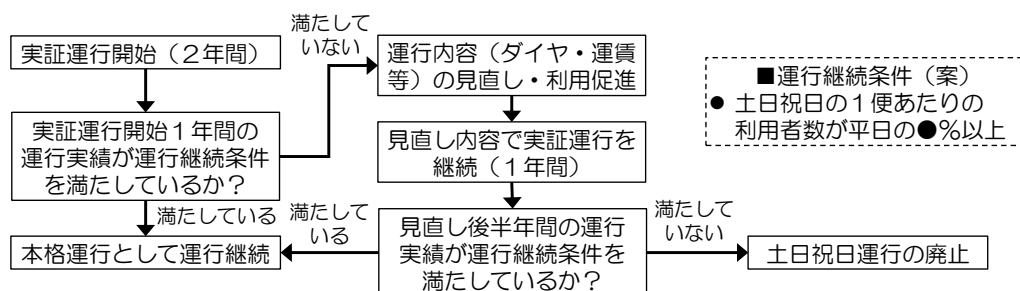 実証運行開始（２年間）
実証運行開始１年間の
運行実績が運行継続条件
を満たしているか？
満たしている
本格運行として運行継続
満たして
いない
運行内容（ダイヤ・運賃
等）の見直し・利用促進
見直し内容で実証運行を
継続（１年間）
見直し後半年間の運行
実績が運行継続条件を
満たしているか？
満たして
いる
満たして
いない
土日祝日運行の廃止
■運行継続条件（案）
● 土日祝日の１便あたりの
利用者数が平日の●%以上